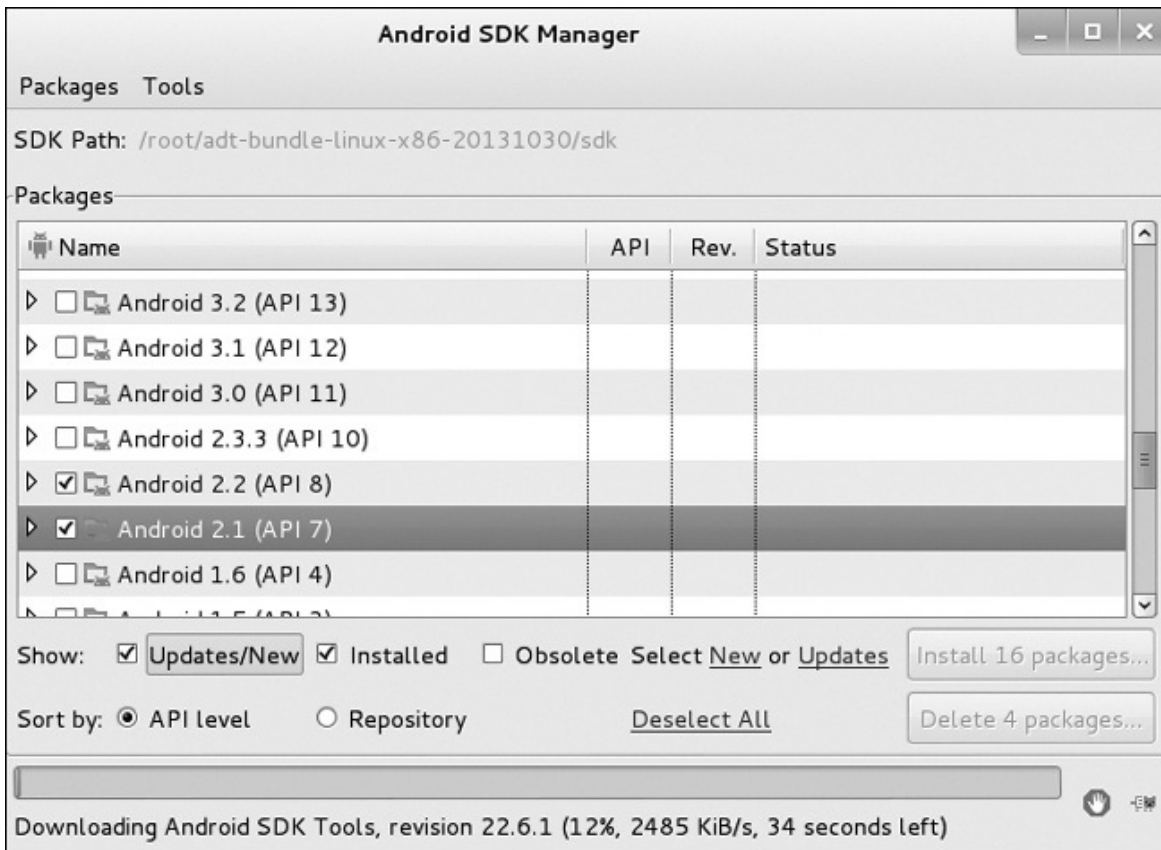 Android SDK Manager
Packages Tools
SDK Path: /root/adt-bundle-linux-x86-20131030/sdk
Packages
Name API Rev. Status
Android 3.2 (API 13)
Android 3.1 (API 12)
Android 3.0 (API 11)
Android 2.3.3 (API 10)
Android 2.2 (API 8)
Android 2.1 (API 7)
Android 1.6 (API 4)
Show: Updates/New Installed Obsolete Select New or Updates Install 16 packages...
Sort by: API level Repository Deselect All Delete 4 packages...
Downloading Android SDK Tools, revision 22.6.1 (12%, 2485 KiB/s, 34 seconds left)